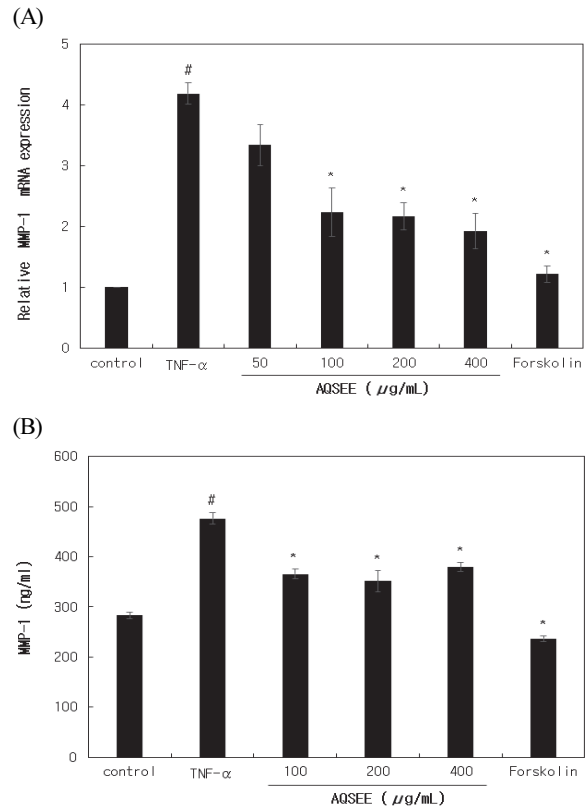 (A)
Relative MMP-1 mRNA expression
5
4
3
2
1
0
#
*
*
*
*
control TNF-α 50 100 200 400 Forskolin
AQSEE ( μg/mL)
(B)
MMP-1 (ng/ml)
600
500
400
300
200
100
0
#
*
*
*
*
control TNF-α 100 200 400 Forskolin
AQSEE ( μg/mL)